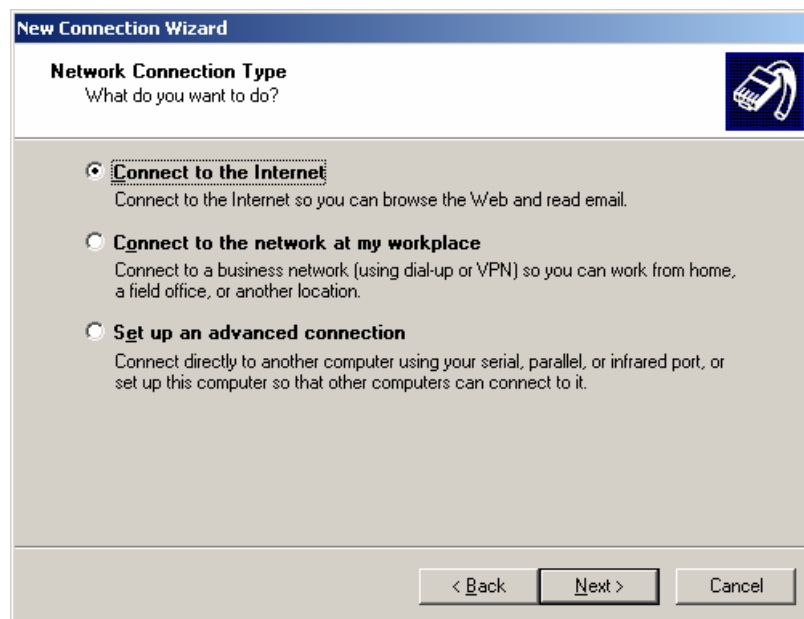 New Connection Wizard
Network Connection Type
What do you want to do?
Connect to the Internet
Connect to the Internet so you can browse the Web and read email.
Connect to the network at my workplace
Connect to a business network (using dial-up or VPN) so you can work from home,
a field office, or another location.
Set up an advanced connection
Connect directly to another computer using your serial, parallel, or infrared port, or
set up this computer so that other computers can connect to it.
< Back
Next >
Cancel